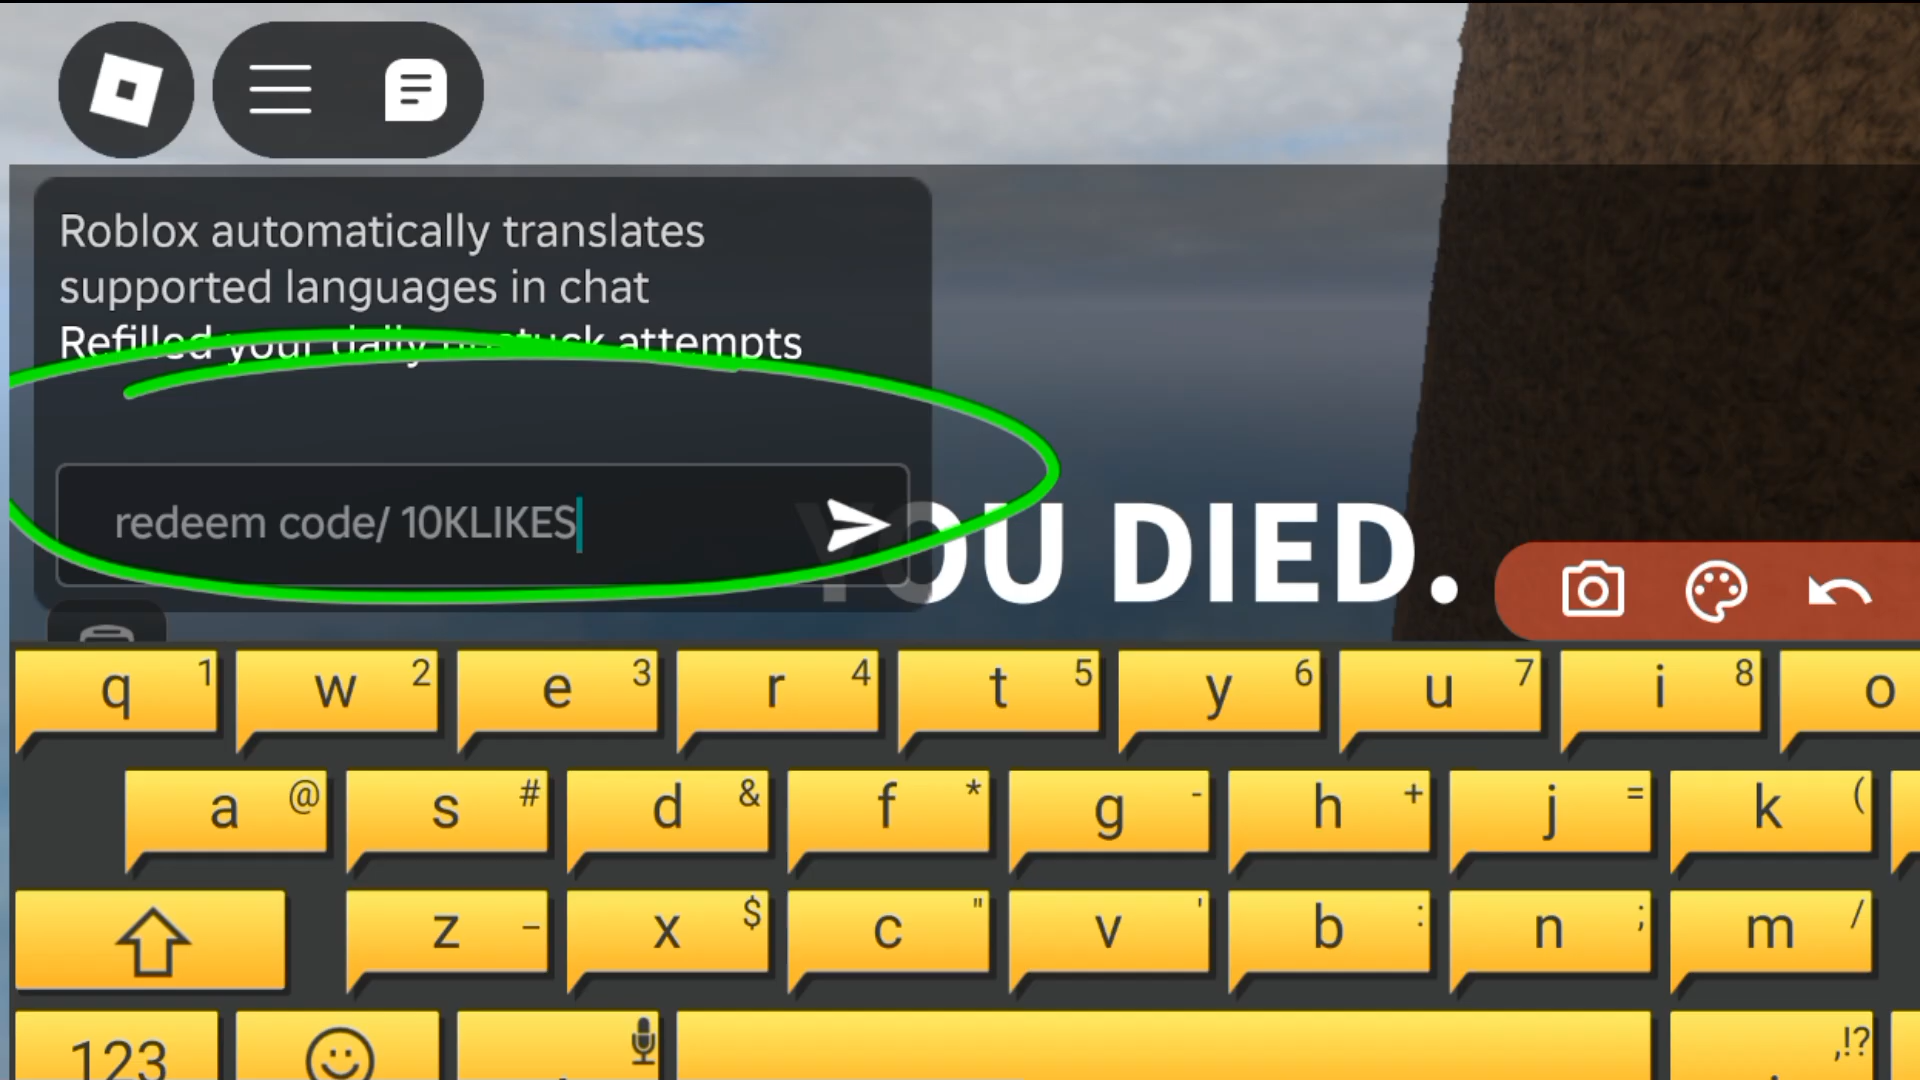 Roblox automatically translates
supported languages in chat
Refilled your daily unstuck attempts
redeem code/ 10KLIKES
YOU DIED.
q 1 w 2 e 3 r 4 t 5 y 6 u 7 i 8 o
a @ s # d & f * g - h + j = k (
z _ x $ c " v ' b : n ; m /
123 ,!?